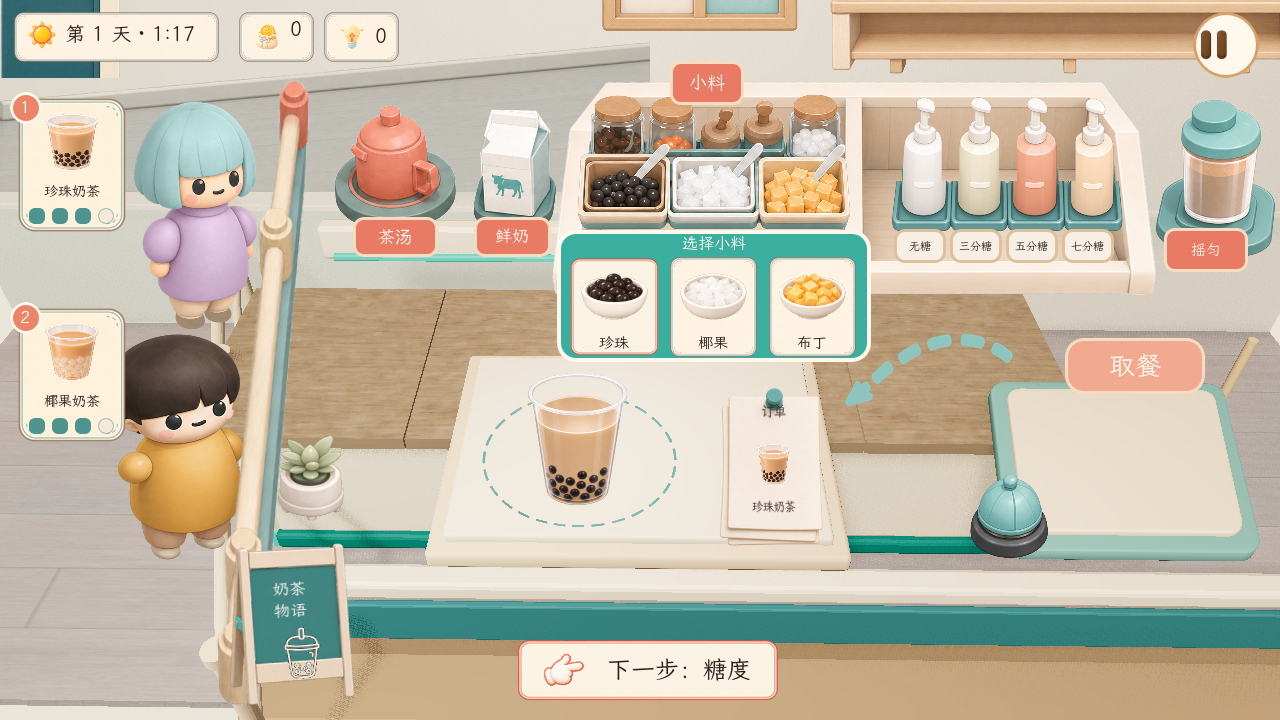 第 1 天·1:17
0
0
小料
1
珍珠奶茶
2
椰果奶茶
茶汤
鲜奶
选择小料
珍珠
椰果
布丁
无糖
三分糖
五分糖
七分糖
摇匀
取餐
订单
珍珠奶茶
奶茶
物语
下一步：糖度